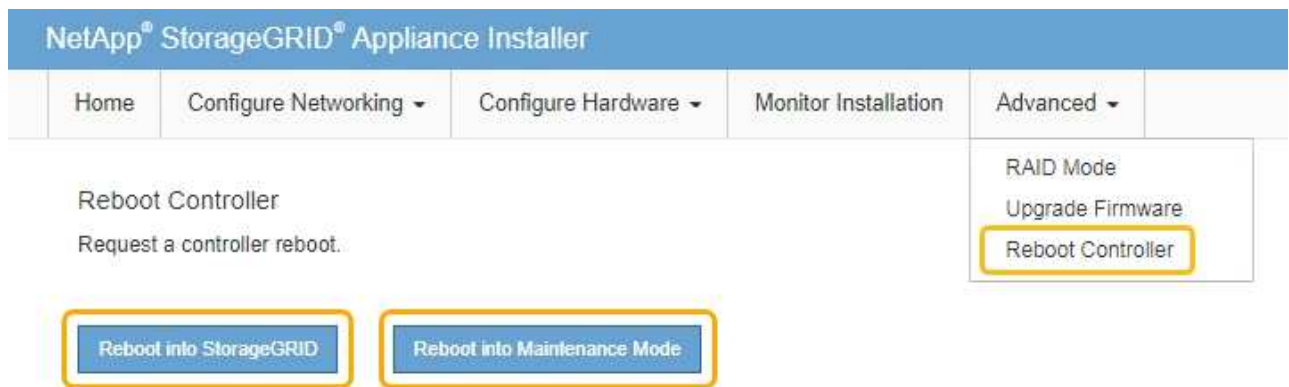 NetApp® StorageGRID® Appliance Installer
Home Configure Networking Configure Hardware Monitor Installation Advanced
RAID Mode
Upgrade Firmware
Reboot Controller
Reboot Controller
Request a controller reboot.
Reboot into StorageGRID Reboot into Maintenance Mode